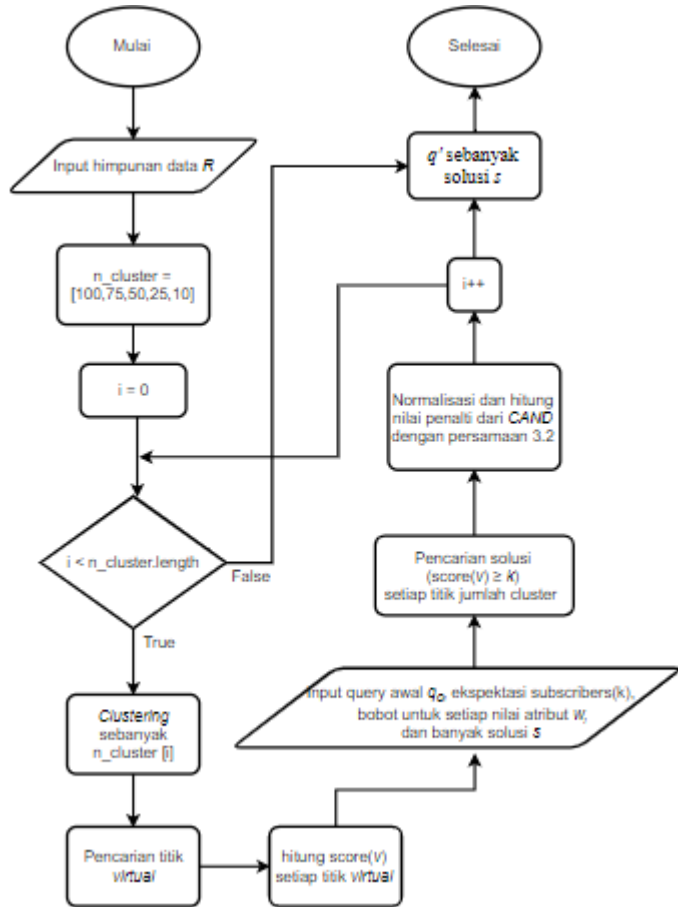 Mulai
Input himpunan data R
n_cluster =
[100,75,50,25,10]
i = 0
i < n_cluster.length
False
True
Clustering
sebanyak
n_cluster [i]
Pencarian titik
virtual
hitung score(v)
setiap titik virtual
Input query awal qo, ekspektasi subscribers(k),
bobot untuk setiap nilai atribut W,
dan banyak solusi s
Pencarian solusi
(score(v) ≥ k)
setiap titik jumlah cluster
Normalisasi dan hitung
nilai penalti dari CAND
dengan persamaan 3.2
i++
q' sebanyak
solusi s
Selesai